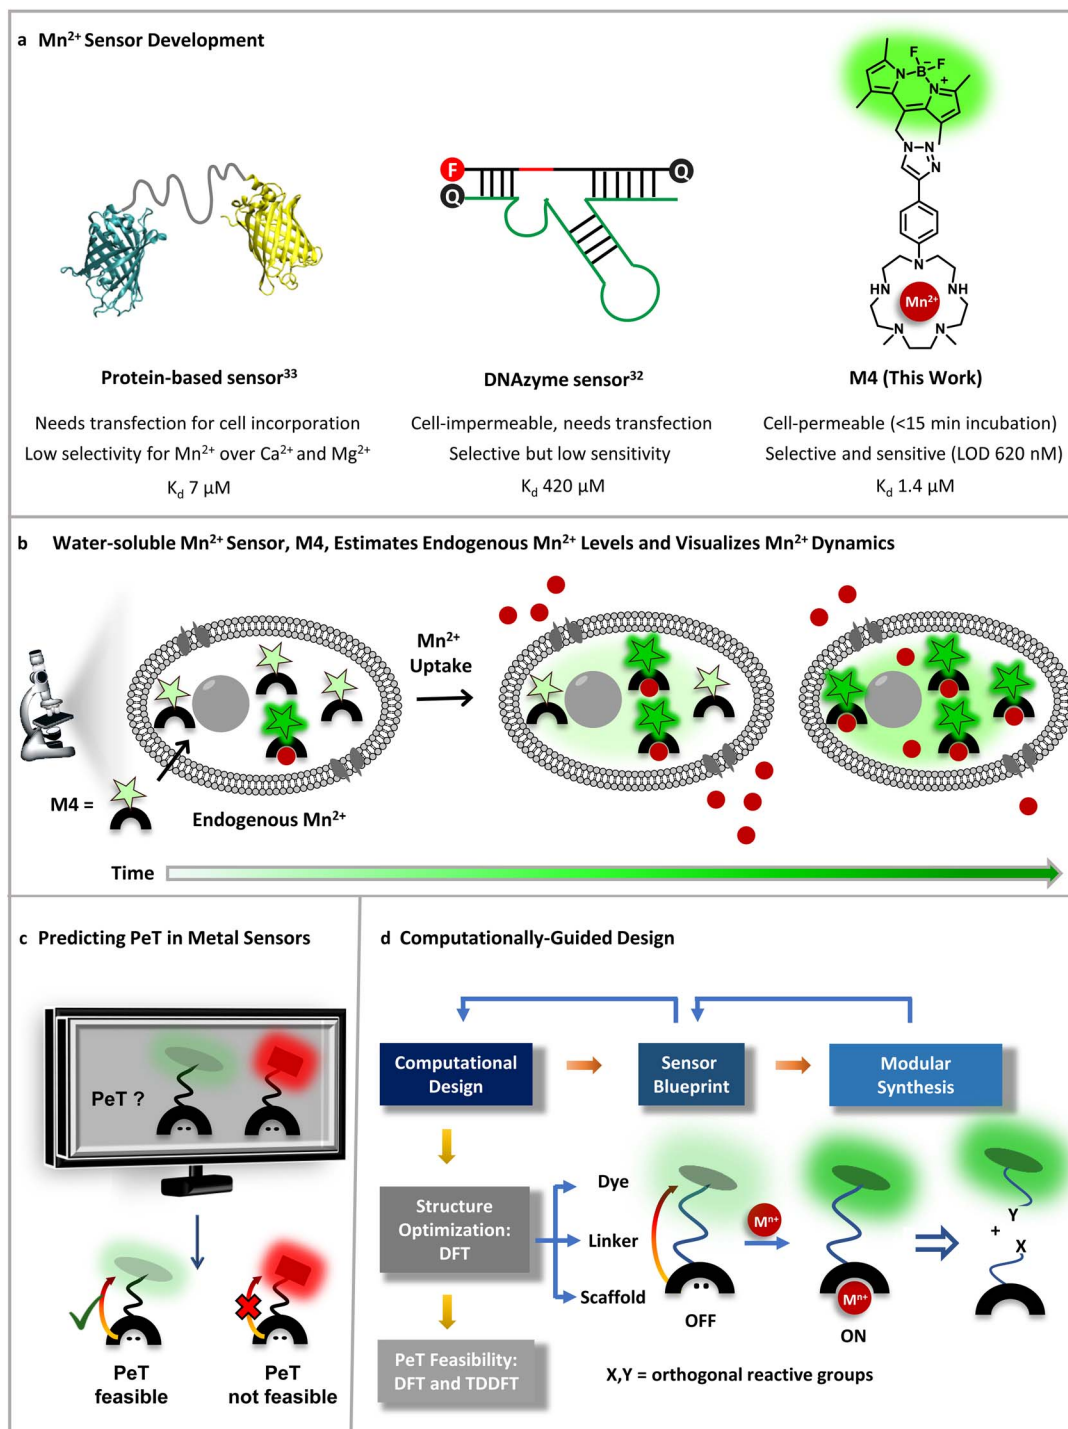 a Mn²⁺ Sensor Development
F
Q
Q
F
B⁻
F
N
N⁺
N
N
N
N
HN
HN
Mn²⁺
N
N
Protein-based sensor³³
DNAzyme sensor³²
M4 (This Work)
Needs transfection for cell incorporation
Cell-impermeable, needs transfection
Cell-permeable (<15 min incubation)
Low selectivity for Mn²⁺ over Ca²⁺ and Mg²⁺
Selective but low sensitivity
Selective and sensitive (LOD 620 nM)
K_d 7 µM
K_d 420 µM
K_d 1.4 µM
b Water-soluble Mn²⁺ Sensor, M4, Estimates Endogenous Mn²⁺ Levels and Visualizes Mn²⁺ Dynamics
Mn²⁺
Uptake
M4 =
Endogenous Mn²⁺
Time
c Predicting PeT in Metal Sensors
PeT ?
PeT
feasible
PeT
not feasible
d Computationally-Guided Design
Computational
Design
Sensor
Blueprint
Modular
Synthesis
Structure
Optimization:
DFT
Dye
Linker
Scaffold
OFF
Mⁿ⁺
Mⁿ⁺
ON
Y
+
X
PeT Feasibility:
DFT and TDDFT
X,Y = orthogonal reactive groups